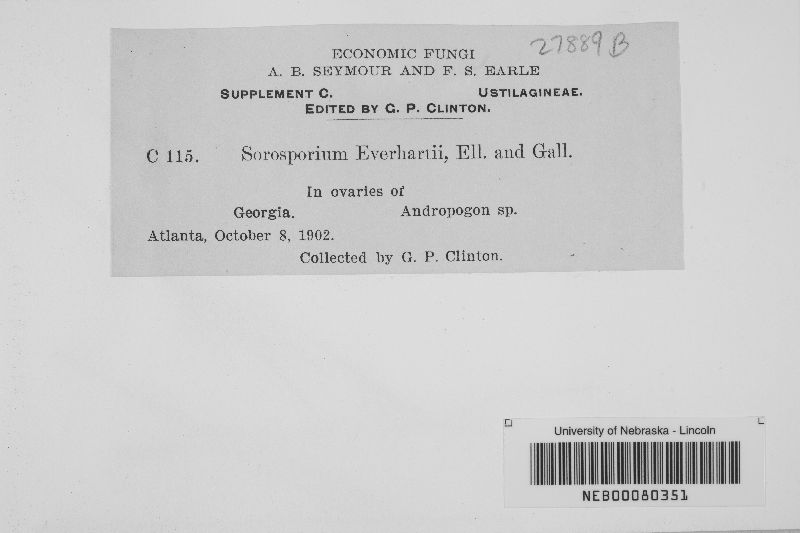 27889 B
ECONOMIC FUNGI
A. B. SEYMOUR AND F. S. EARLE
SUPPLEMENT C. USTILAGINEAE.
EDITED BY G. P. CLINTON.
C 115. Sorosporium Everhartii, Ell. and Gall.
In ovaries of
Georgia. Andropogon sp.
Atlanta, October 8, 1902.
Collected by G. P. Clinton.
University of Nebraska - Lincoln
NEB00080351